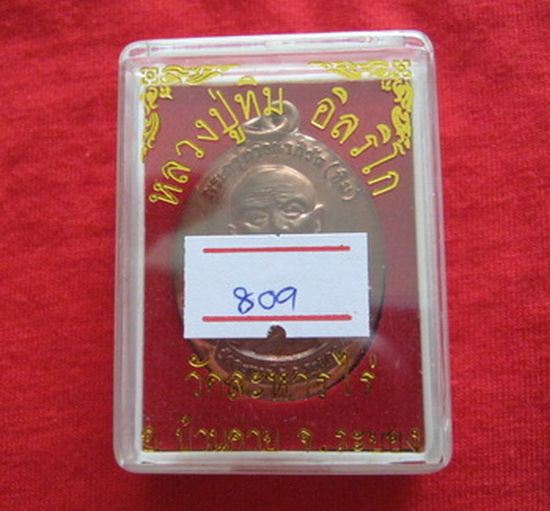 หลวงปู่ทิม อิสริโก
809
วัดละหารไร่
อ. บ้านค่าย จ. ระยอง